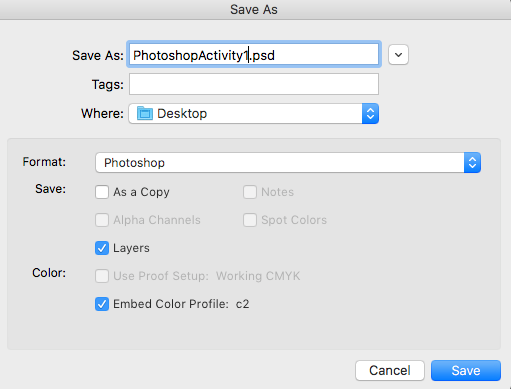 Save As
Save As: PhotoshopActivity1.psd
Tags:
Where: Desktop
Format: Photoshop
Save: As a Copy Notes
Alpha Channels Spot Colors
Layers
Color: Use Proof Setup: Working CMYK
Embed Color Profile: c2
Cancel Save